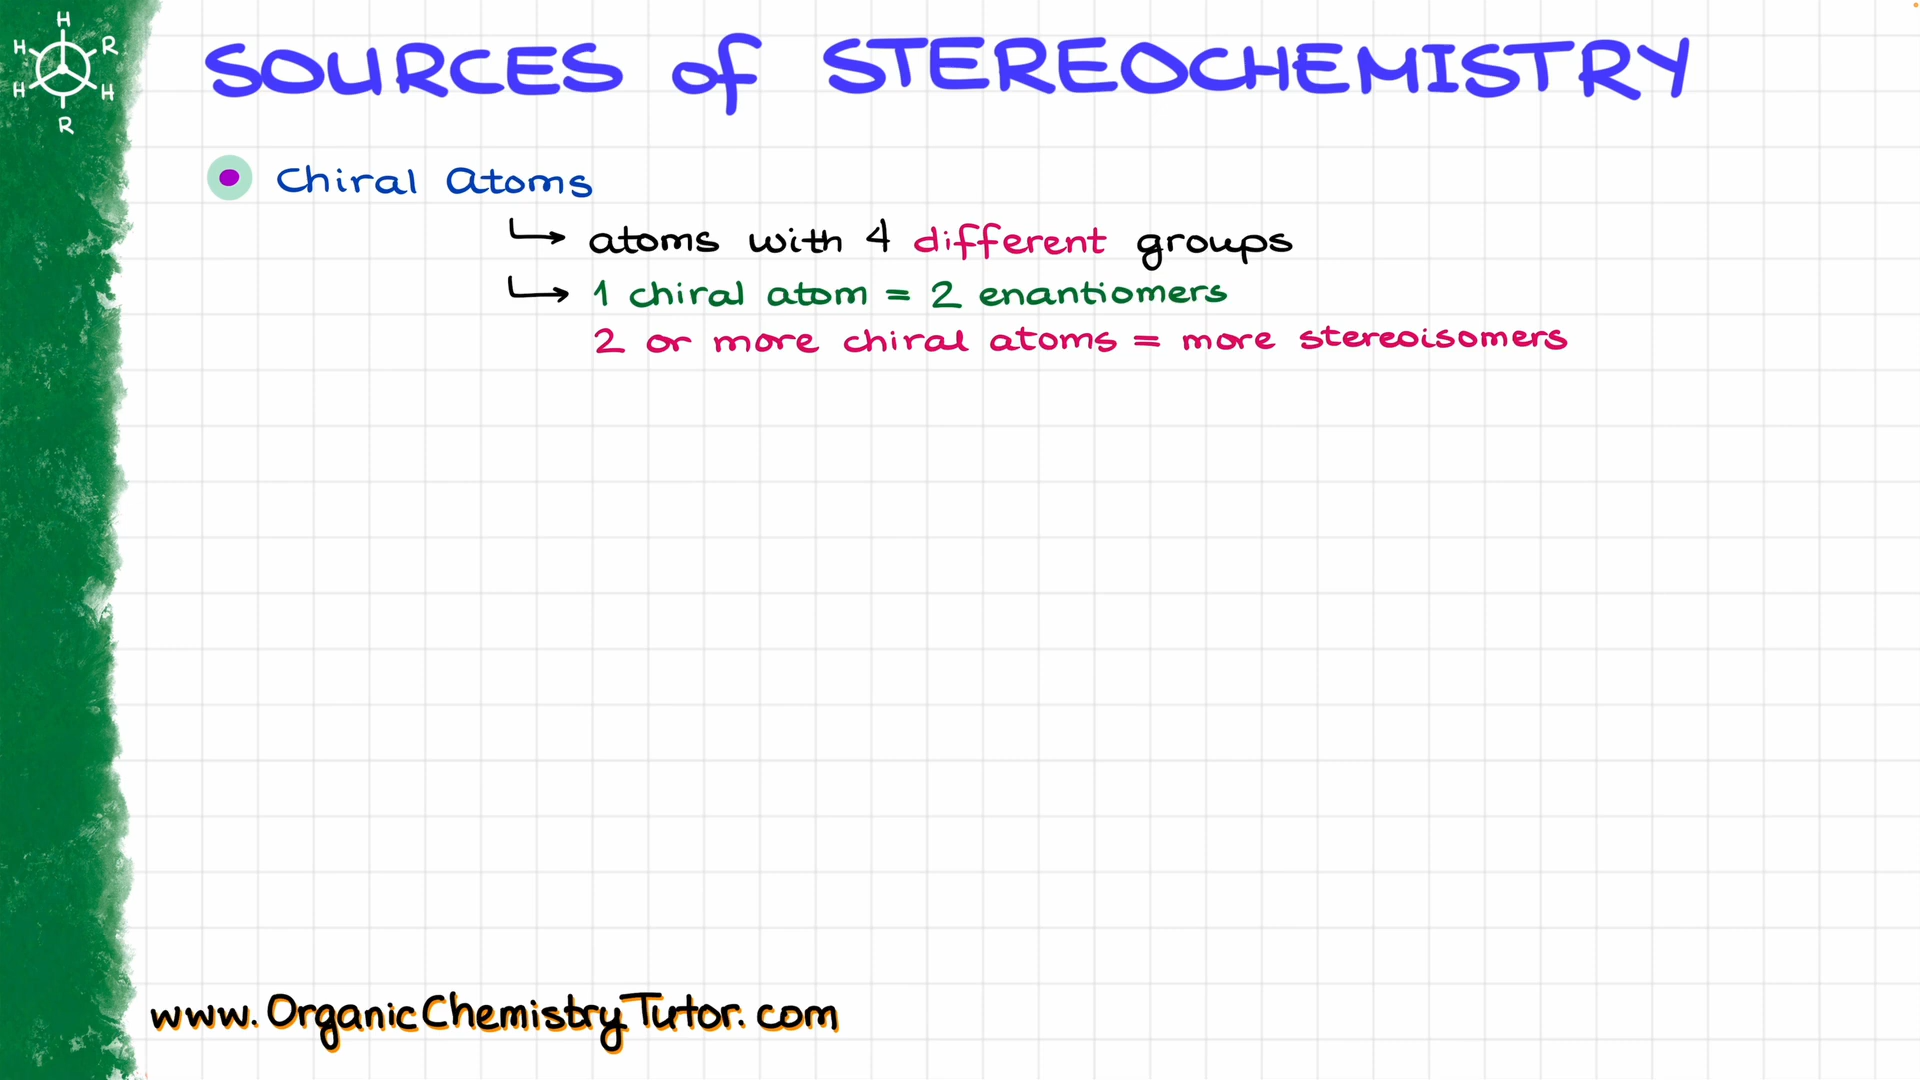 H
H R
H H
R
SOURCES of STEREOCHEMISTRY
Chiral Atoms
atoms with 4 different groups
1 chiral atom = 2 enantiomers
2 or more chiral atoms = more stereoisomers
www.OrganicChemistryTutor.com